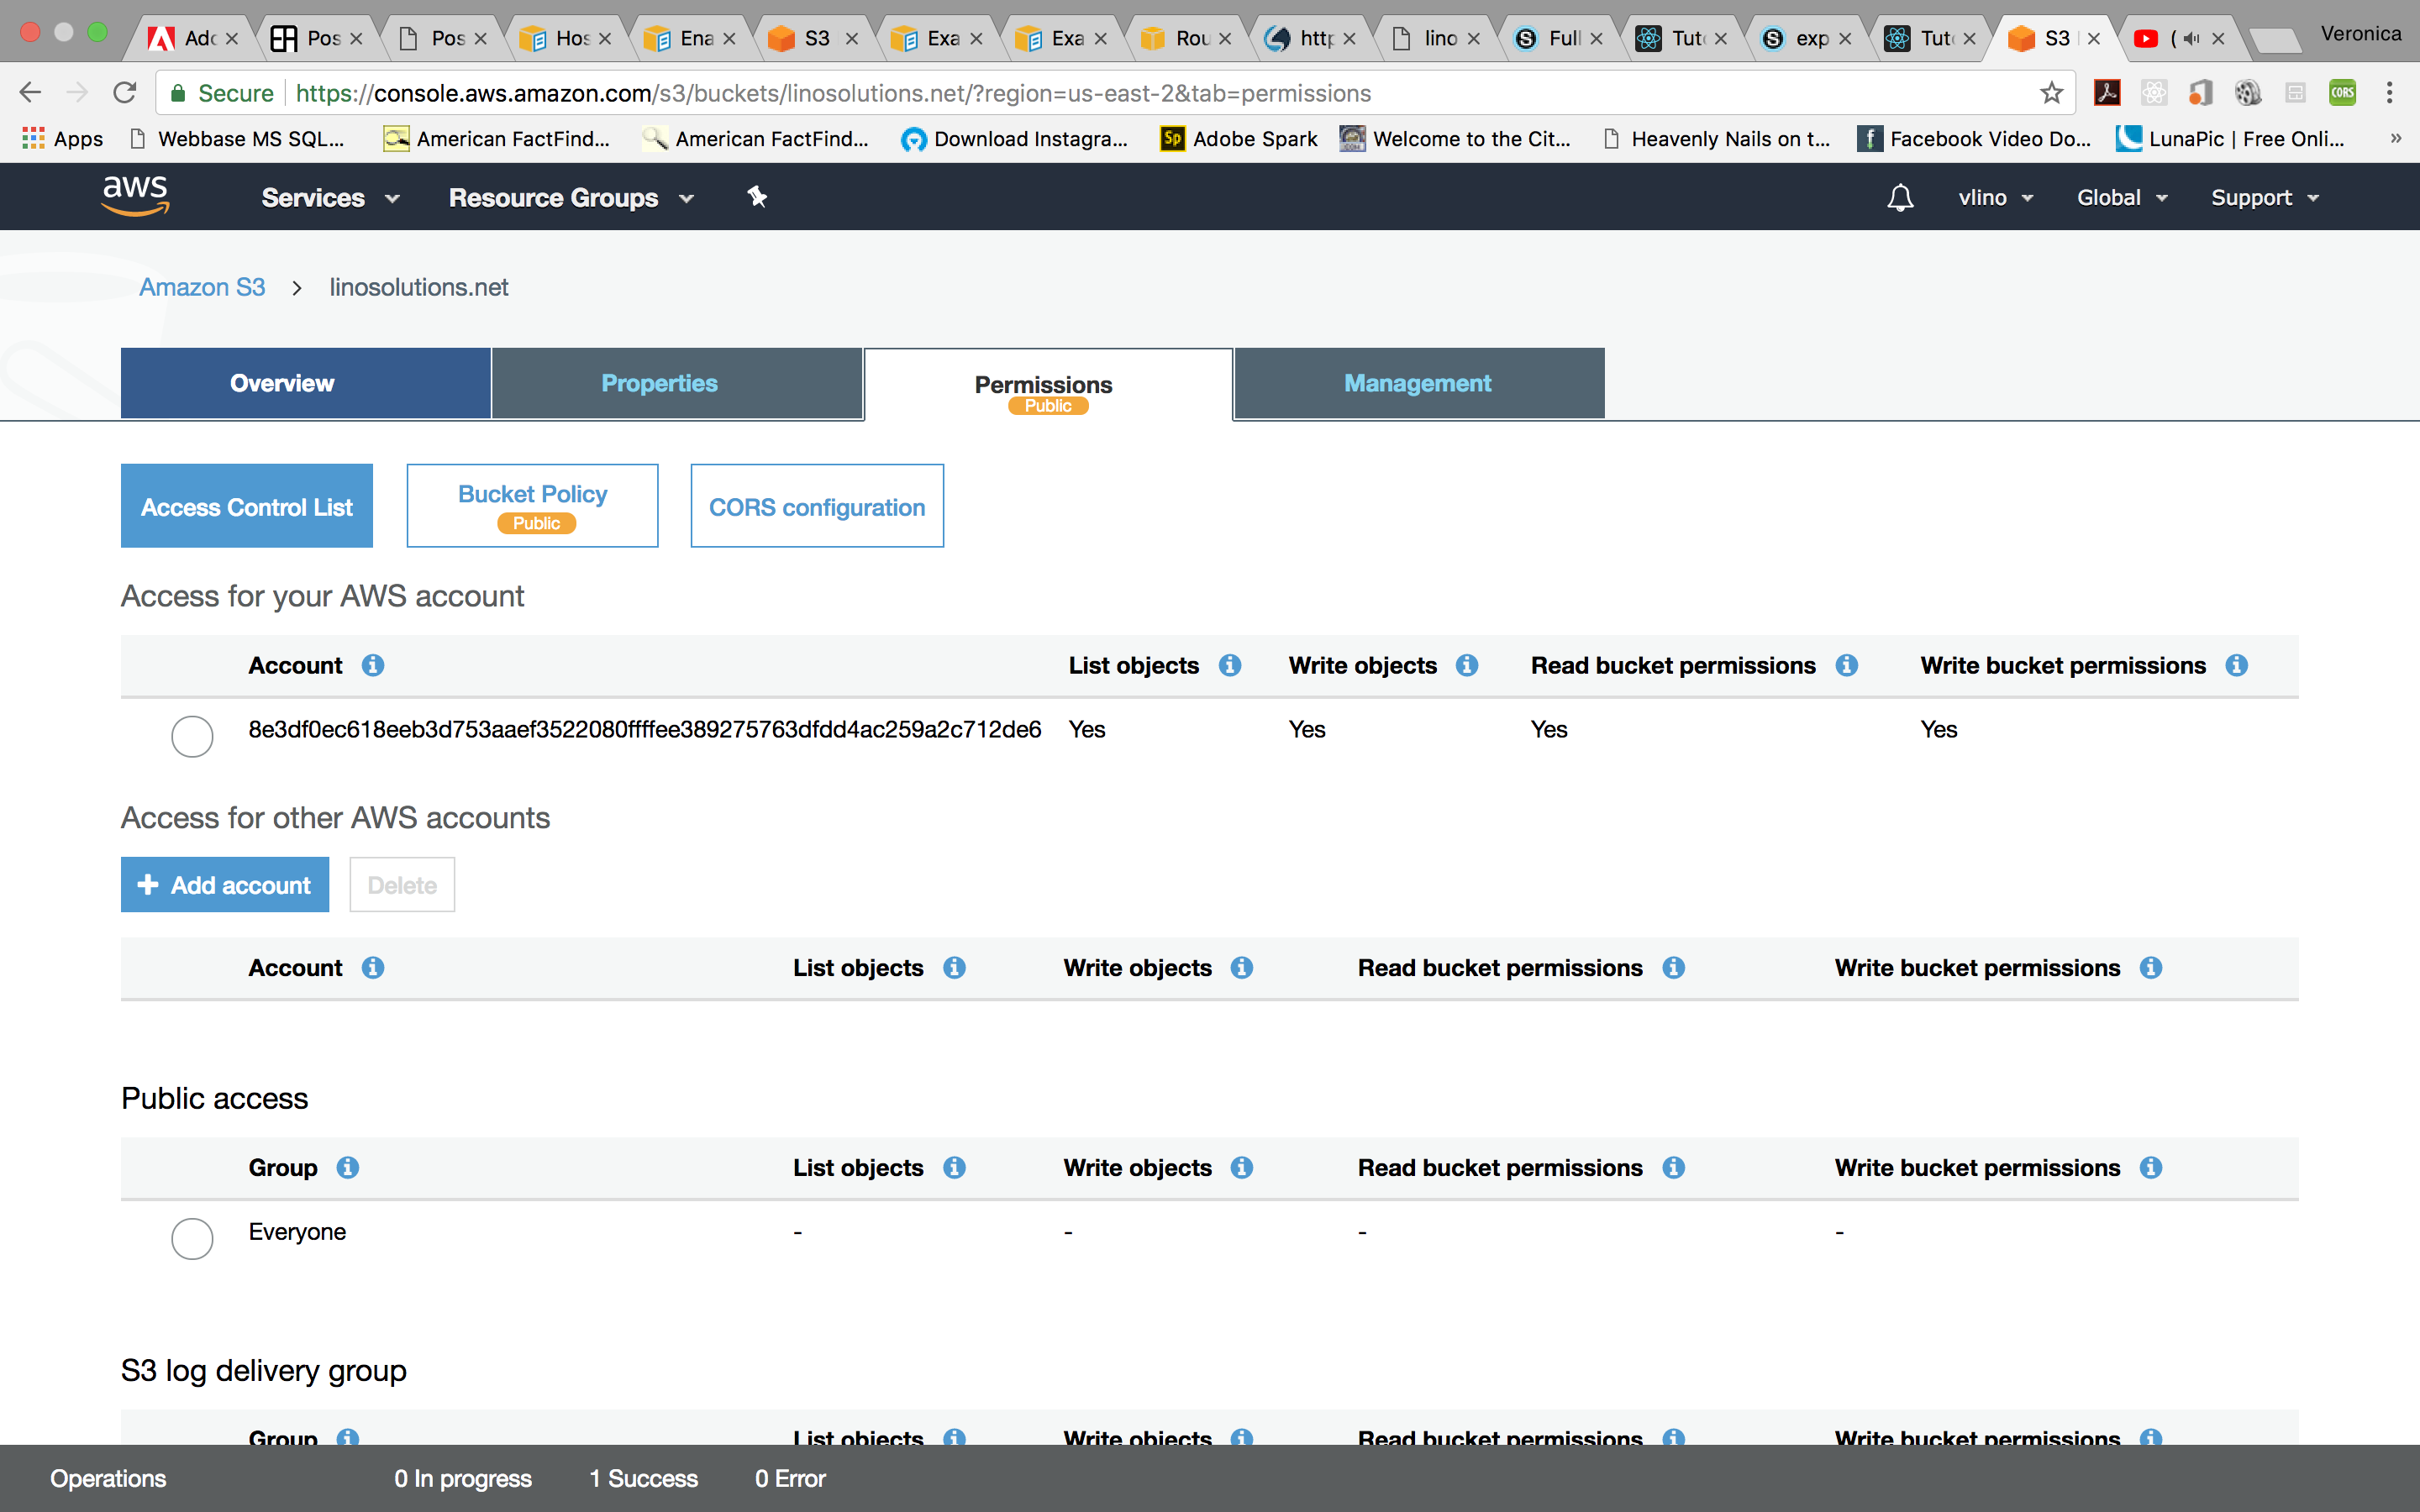 Adc Pos Pos Hos Ena S3 Exa Exa Rou http lino Full Tut exp Tut S3 ( Veronica
Secure https://console.aws.amazon.com/s3/buckets/linosolutions.net/?region=us-east-2&tab=permissions CORS
Apps Webbase MS SQL... American FactFind... American FactFind... Download Instagra... Sp Adobe Spark Welcome to the Cit... Heavenly Nails on t... Facebook Video Do... LunaPic | Free Onli... »
aws Services Resource Groups vlino Global Support
Amazon S3 > linosolutions.net
Overview Properties Permissions Management
Public
Access Control List Bucket Policy CORS configuration
Public
Access for your AWS account
Account List objects Write objects Read bucket permissions Write bucket permissions
8e3df0ec618eeb3d753aaef3522080ffffee389275763dfdd4ac259a2c712de6 Yes Yes Yes Yes
Access for other AWS accounts
+ Add account Delete
Account List objects Write objects Read bucket permissions Write bucket permissions
Public access
Group List objects Write objects Read bucket permissions Write bucket permissions
Everyone - - - -
S3 log delivery group
Group List objects Write objects Read bucket permissions Write bucket permissions
Operations 0 In progress 1 Success 0 Error